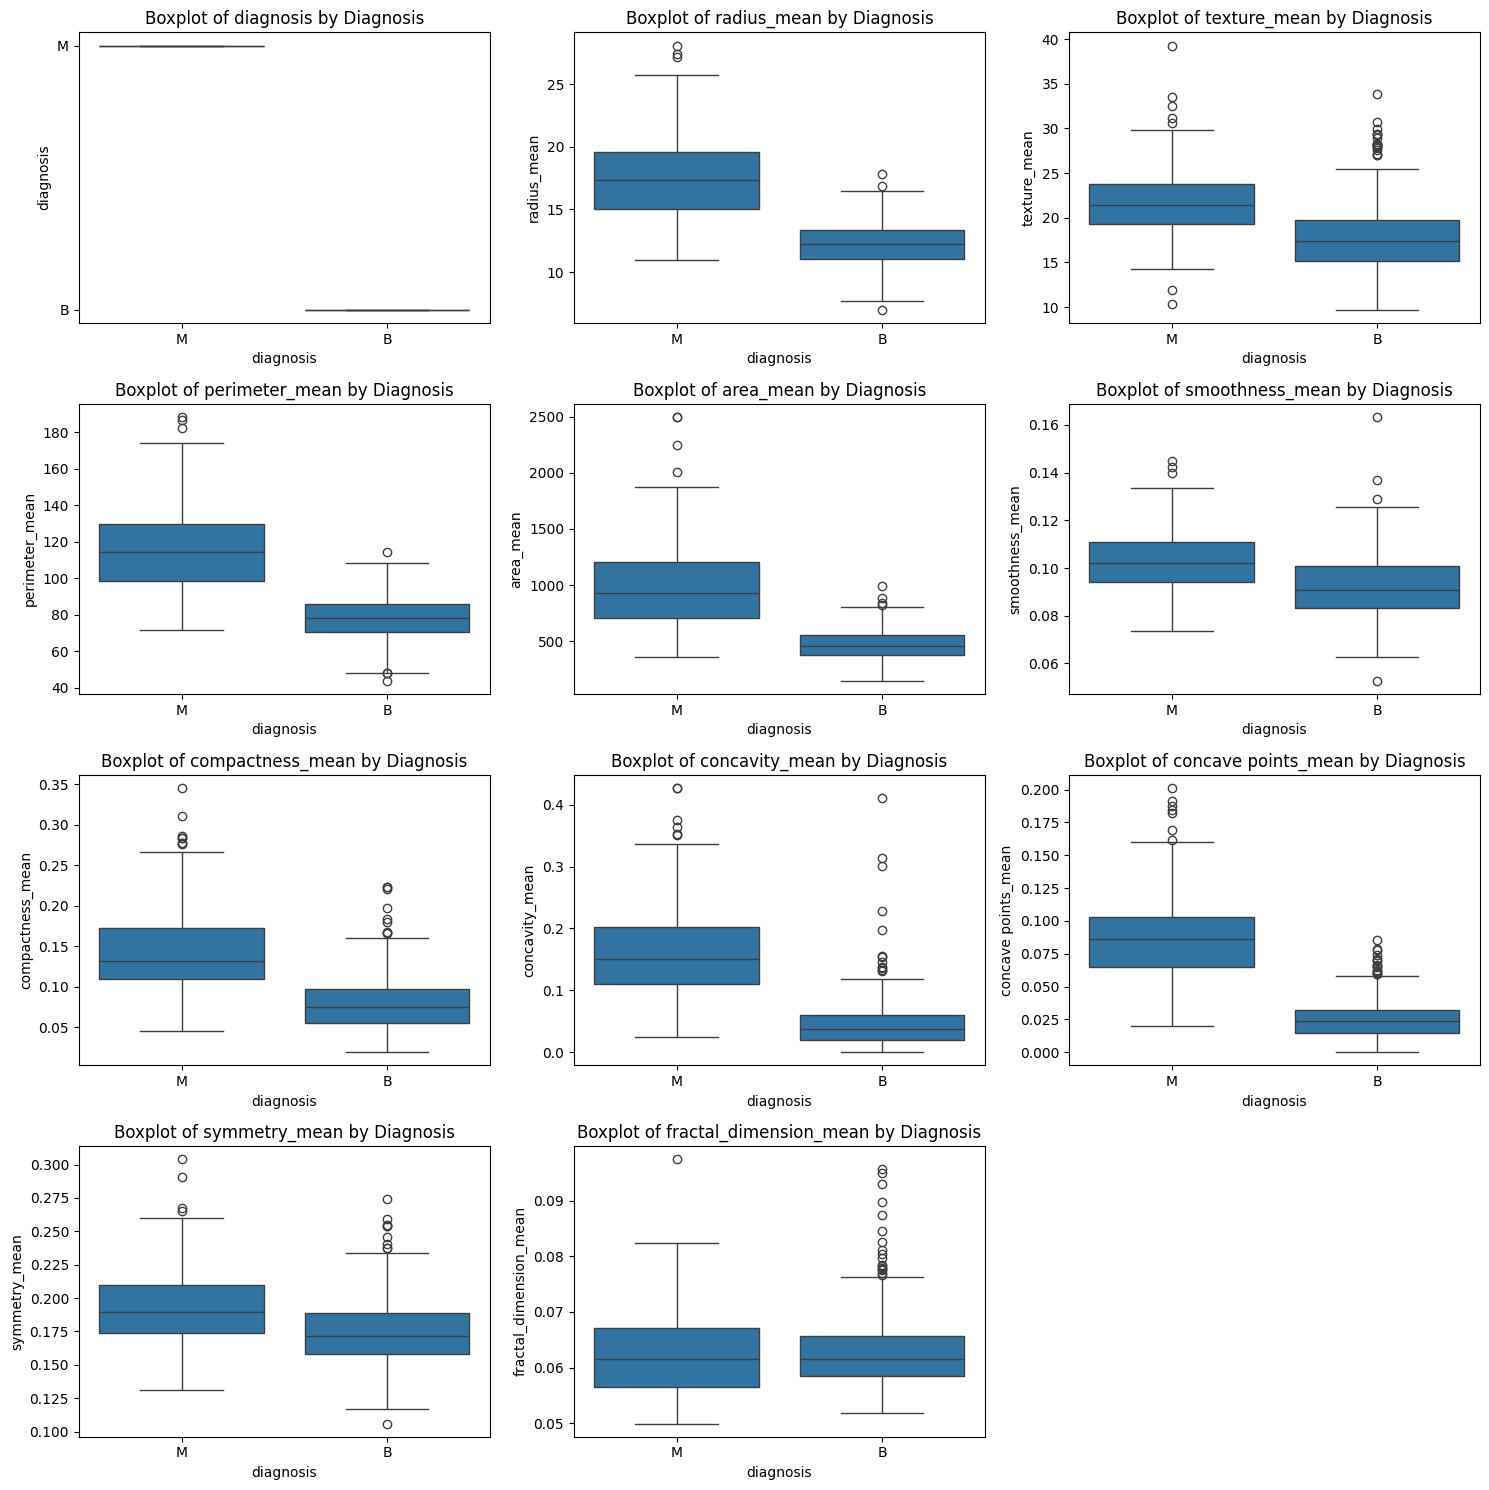 Boxplot of diagnosis by Diagnosis
M
B
diagnosis
M
B
diagnosis
Boxplot of radius_mean by Diagnosis
25
20
15
10
radius_mean
M
B
diagnosis
Boxplot of texture_mean by Diagnosis
40
35
30
25
20
15
10
texture_mean
M
B
diagnosis
Boxplot of perimeter_mean by Diagnosis
180
160
140
120
100
80
60
40
perimeter_mean
M
B
diagnosis
Boxplot of area_mean by Diagnosis
2500
2000
1500
1000
500
area_mean
M
B
diagnosis
Boxplot of smoothness_mean by Diagnosis
0.16
0.14
0.12
0.10
0.08
0.06
smoothness_mean
M
B
diagnosis
Boxplot of compactness_mean by Diagnosis
0.35
0.30
0.25
0.20
0.15
0.10
0.05
compactness_mean
M
B
diagnosis
Boxplot of concavity_mean by Diagnosis
0.4
0.3
0.2
0.1
0.0
concavity_mean
M
B
diagnosis
Boxplot of concave points_mean by Diagnosis
0.200
0.175
0.150
0.125
0.100
0.075
0.050
0.025
0.000
concave points_mean
M
B
diagnosis
Boxplot of symmetry_mean by Diagnosis
0.300
0.275
0.250
0.225
0.200
0.175
0.150
0.125
0.100
symmetry_mean
M
B
diagnosis
Boxplot of fractal_dimension_mean by Diagnosis
0.09
0.08
0.07
0.06
0.05
fractal_dimension_mean
M
B
diagnosis